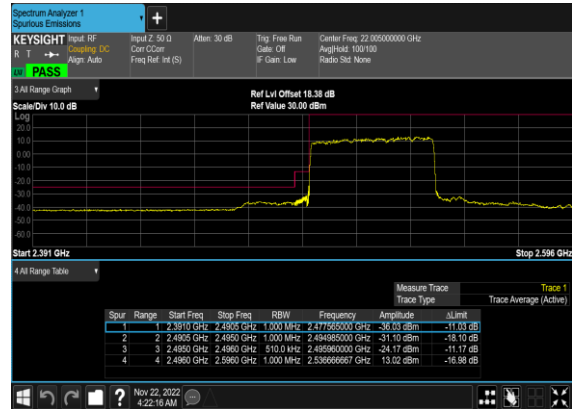 Spectrum Analyzer 1
Spurious Emissions
KEYSIGHT Input: RF Input Z: 50 Ω Atten: 30 dB Trig: Free Run Center Freq: 22.005000000 GHz
R T Coupling: DC Corr CCorr Gate: Off Avg|Hold: 100/100
Align: Auto Freq Ref: Int (S) IF Gain: Low Radio Std: None
LW PASS
3 All Range Graph
Ref Lvl Offset 18.38 dB
Scale/Div 10.0 dB Ref Value 30.00 dBm
Log
20.0
10.0
0.00
-10.0
-20.0
-30.0
-40.0
-50.0
-60.0
Start 2.391 GHz Stop 2.596 GHz
4 All Range Table
Measure Trace Trace 1
Trace Type Trace Average (Active)
Spur Range Start Freq Stop Freq RBW Frequency Amplitude ΔLimit
1 1 2.3910 GHz 2.4905 GHz 1.000 MHz 2.477565000 GHz -36.03 dBm -11.03 dB
2 2 2.4905 GHz 2.4950 GHz 1.000 MHz 2.494985000 GHz -31.10 dBm -18.10 dB
3 3 2.4950 GHz 2.4960 GHz 510.0 kHz 2.495960000 GHz -24.17 dBm -11.17 dB
4 4 2.4960 GHz 2.5960 GHz 1.000 MHz 2.536666667 GHz 13.02 dBm -16.98 dB
Nov 22, 2022
4:22:16 AM